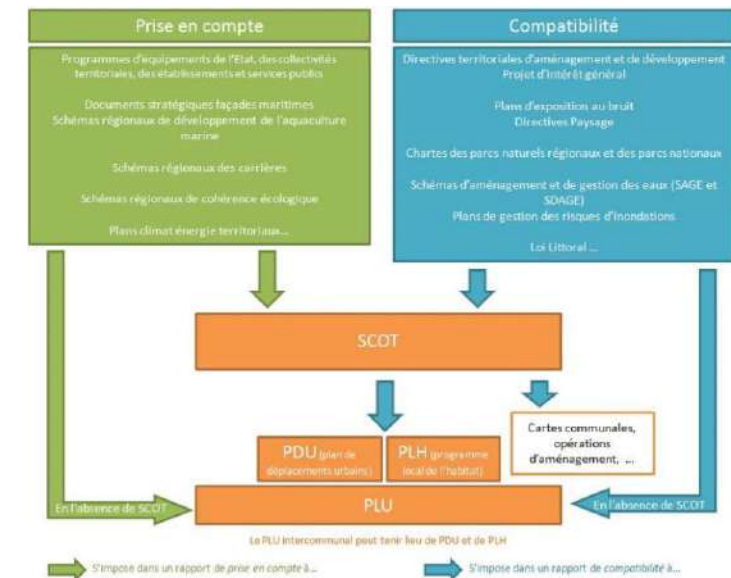 Prise en compte
Programmes d'équipements de l'Etat, des collectivités
territoriales, des établissements et services publics
Documents stratégiques façades maritimes
Schémas régionaux de développement de l'aquaculture
marine
Schémas régionaux des carrières
Schémas régionaux de cohérence écologique
Plans climat énergie territoriaux...
Compatibilité
Directives territoriales d'aménagement et de développement
Projet d'intérêt général
Plans d'exposition au bruit
Directives Paysage
Chartes des parcs naturels régionaux et des parcs nationaux
Schémas d'aménagement et de gestion des eaux (SAGE et
SDAGE)
Plans de gestion des risques d'inondations
Loi Littoral ...
SCOT
PDU (plan de
déplacements urbains)
PLH (programme
local de l'habitat)
Cartes communales,
opérations
d'aménagement, ...
En l'absence de SCOT
PLU
En l'absence de SCOT
Le PLU intercommunal peut tenir lieu de PDU et de PLH
S'impose dans un rapport de prise en compte à...
S'impose dans un rapport de compatibilité à...